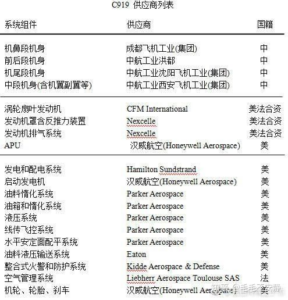 C919 供应商列表
系统组件 供应商 国籍
机鼻段机身 成都飞机工业(集团) 中
前后段机身 中航工业洪都 中
机尾段机身 中航工业沈阳飞机工业(集团) 中
中段机身(含机翼副翼等) 中航工业西安飞机工业(集团) 中
涡轮扇叶发动机 CFM International 美法合资
发动机罩含反推力装置 Nexcelle 美法合资
发动机排气系统 Nexcelle 美法合资
APU 汉威航空(Honeywell Aerospace) 美
发电和配电系统 Hamilton Sundstrand 美
启动发电机 汉威航空(Honeywell Aerospace) 美
油料惰化系统 Parker Aerospace 美
油箱和惰化系统 Parker Aerospace 美
液压系统 Parker Aerospace 美
线传飞控系统 Parker Aerospace 美
水平安定面配平系统 Parker Aerospace 美
油料液压输送系统 Eaton 美
整合式火警和防护系统 Kidde Aerospace & Defense 美
空气管理系统 Liebherr Aerospace Toulouse SAS 法
机轮、轮胎、刹车 汉威航空(Honeywell Aerospace) 美